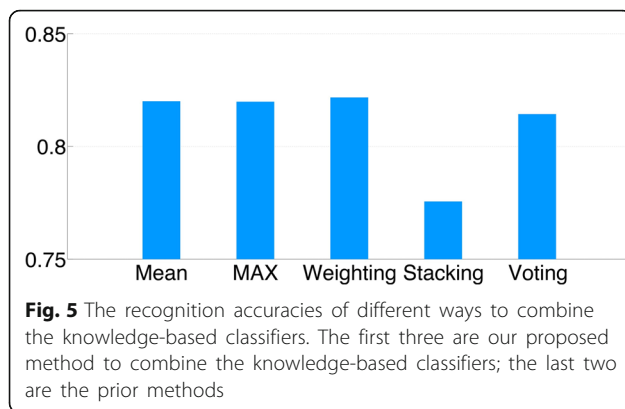 0.85
0.8
0.75
Mean MAX Weighting Stacking Voting
Fig. 5 The recognition accuracies of different ways to combine
the knowledge-based classifiers. The first three are our proposed
method to combine the knowledge-based classifiers; the last two
are the prior methods